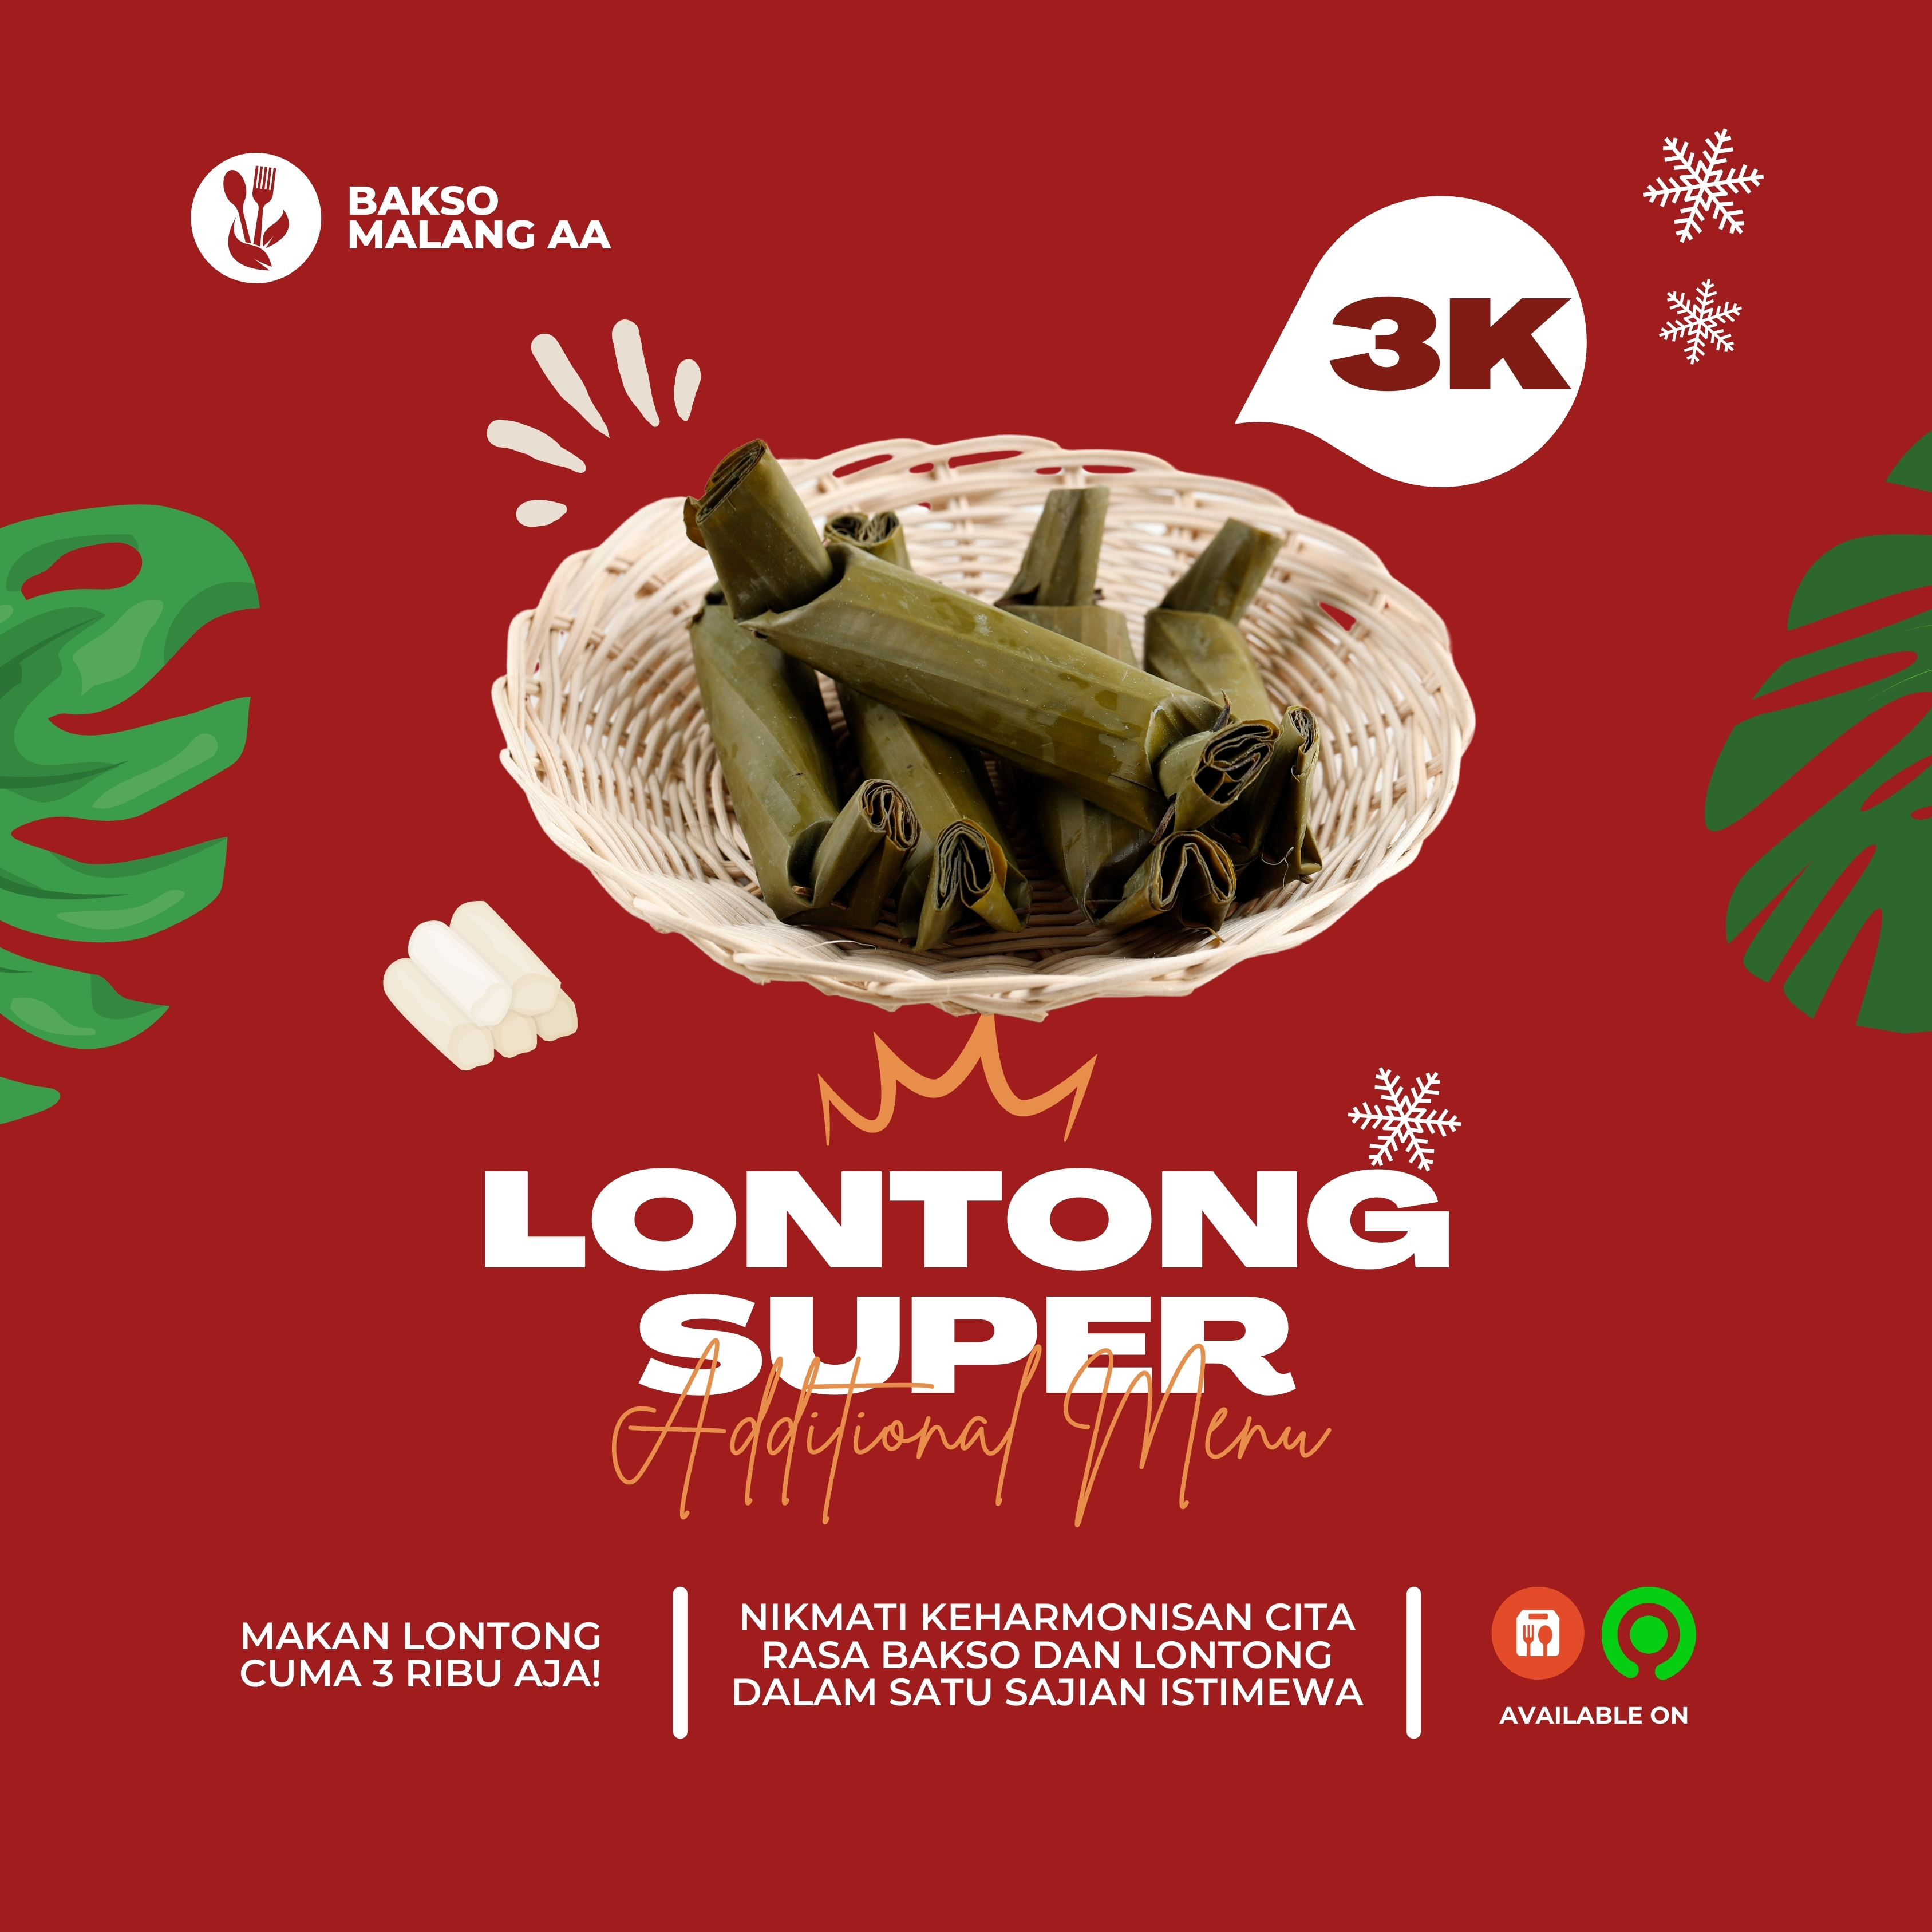 BAKSO
MALANG AA
3K
LONTONG
SUPER
Additional Menu
MAKAN LONTONG
CUMA 3 RIBU AJA!
NIKMATI KEHARMONISAN CITA
RASA BAKSO DAN LONTONG
DALAM SATU SAJIAN ISTIMEWA
AVAILABLE ON